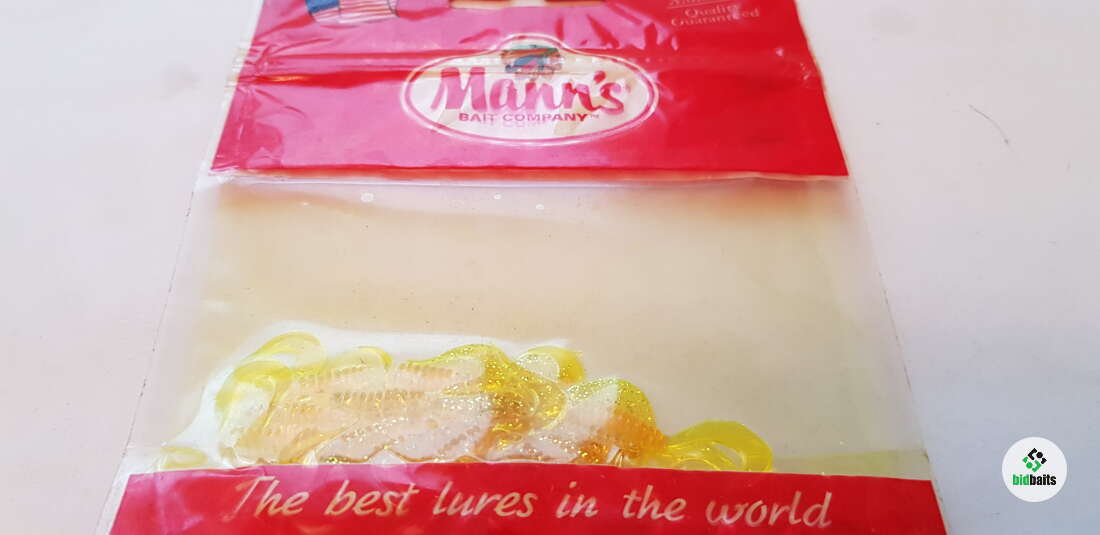 Quality
Guaranteed
Mann's
BAIT COMPANY™
The best lures in the world
bidbaits